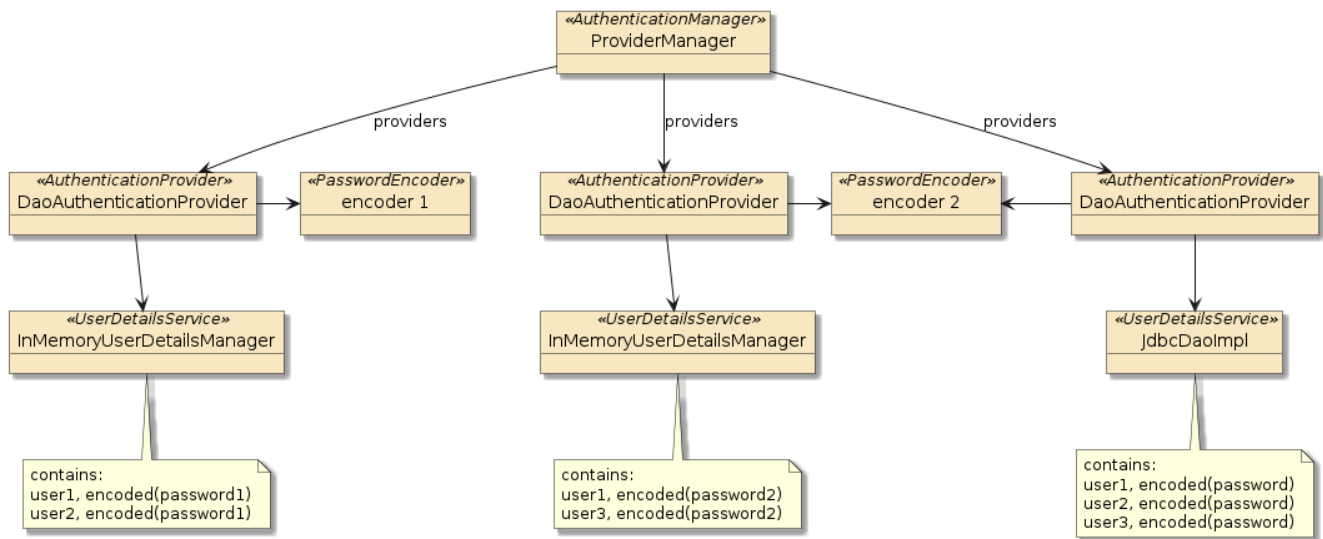 «AuthenticationManager»
ProviderManager
providers
providers
providers
«AuthenticationProvider»
DaoAuthenticationProvider
«PasswordEncoder»
encoder 1
«AuthenticationProvider»
DaoAuthenticationProvider
«PasswordEncoder»
encoder 2
«AuthenticationProvider»
DaoAuthenticationProvider
«UserDetailsService»
InMemoryUserDetailsManager
«UserDetailsService»
InMemoryUserDetailsManager
«UserDetailsService»
JdbcDaoImpl
contains:
user1, encoded(password1)
user2, encoded(password1)
contains:
user1, encoded(password2)
user3, encoded(password2)
contains:
user1, encoded(password)
user2, encoded(password)
user3, encoded(password)